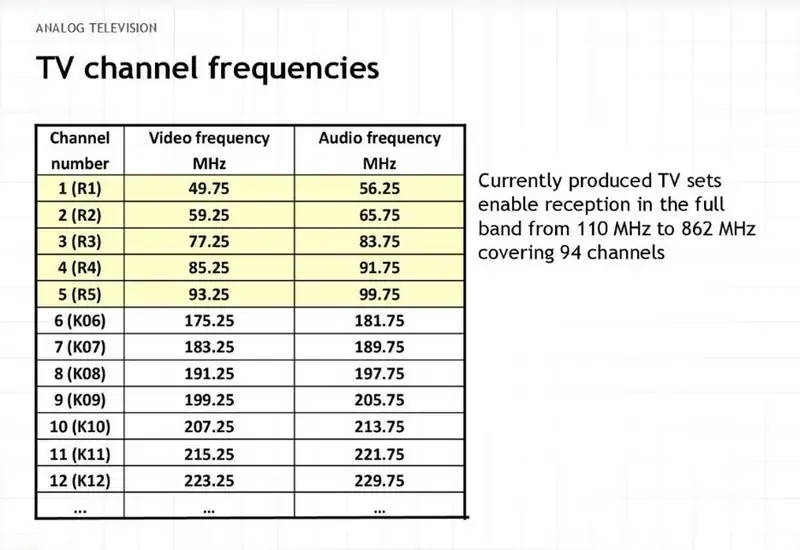 ANALOG TELEVISION
TV channel frequencies
Channel number Video frequency MHz Audio frequency MHz
1 (R1) 49.75 56.25
2 (R2) 59.25 65.75
3 (R3) 77.25 83.75
4 (R4) 85.25 91.75
5 (R5) 93.25 99.75
6 (K06) 175.25 181.75
7 (K07) 183.25 189.75
8 (K08) 191.25 197.75
9 (K09) 199.25 205.75
10 (K10) 207.25 213.75
11 (K11) 215.25 221.75
12 (K12) 223.25 229.75
... ... ...
Currently produced TV sets
enable reception in the full
band from 110 MHz to 862 MHz
covering 94 channels